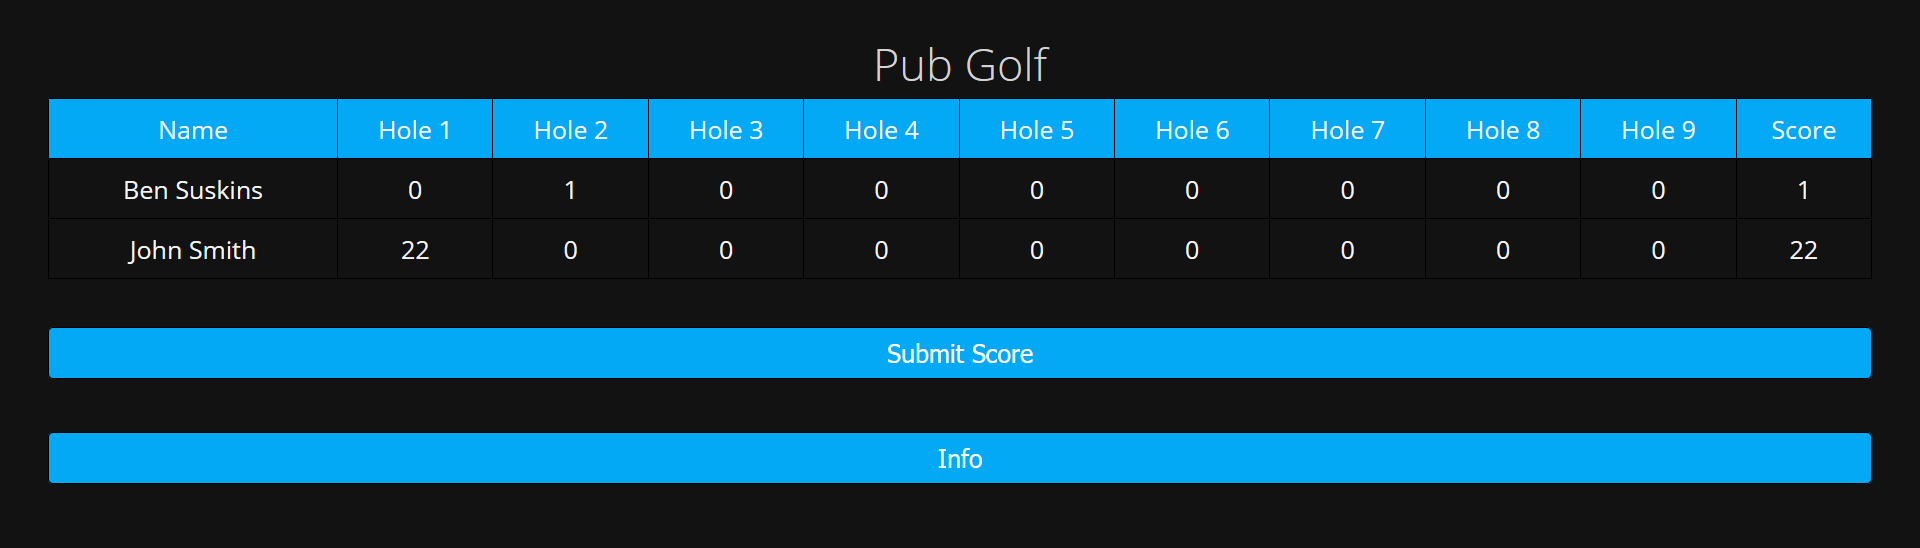 Pub Golf
Name Hole 1 Hole 2 Hole 3 Hole 4 Hole 5 Hole 6 Hole 7 Hole 8 Hole 9 Score
Ben Suskins 0 1 0 0 0 0 0 0 0 1
John Smith 22 0 0 0 0 0 0 0 0 22
Submit Score
Info